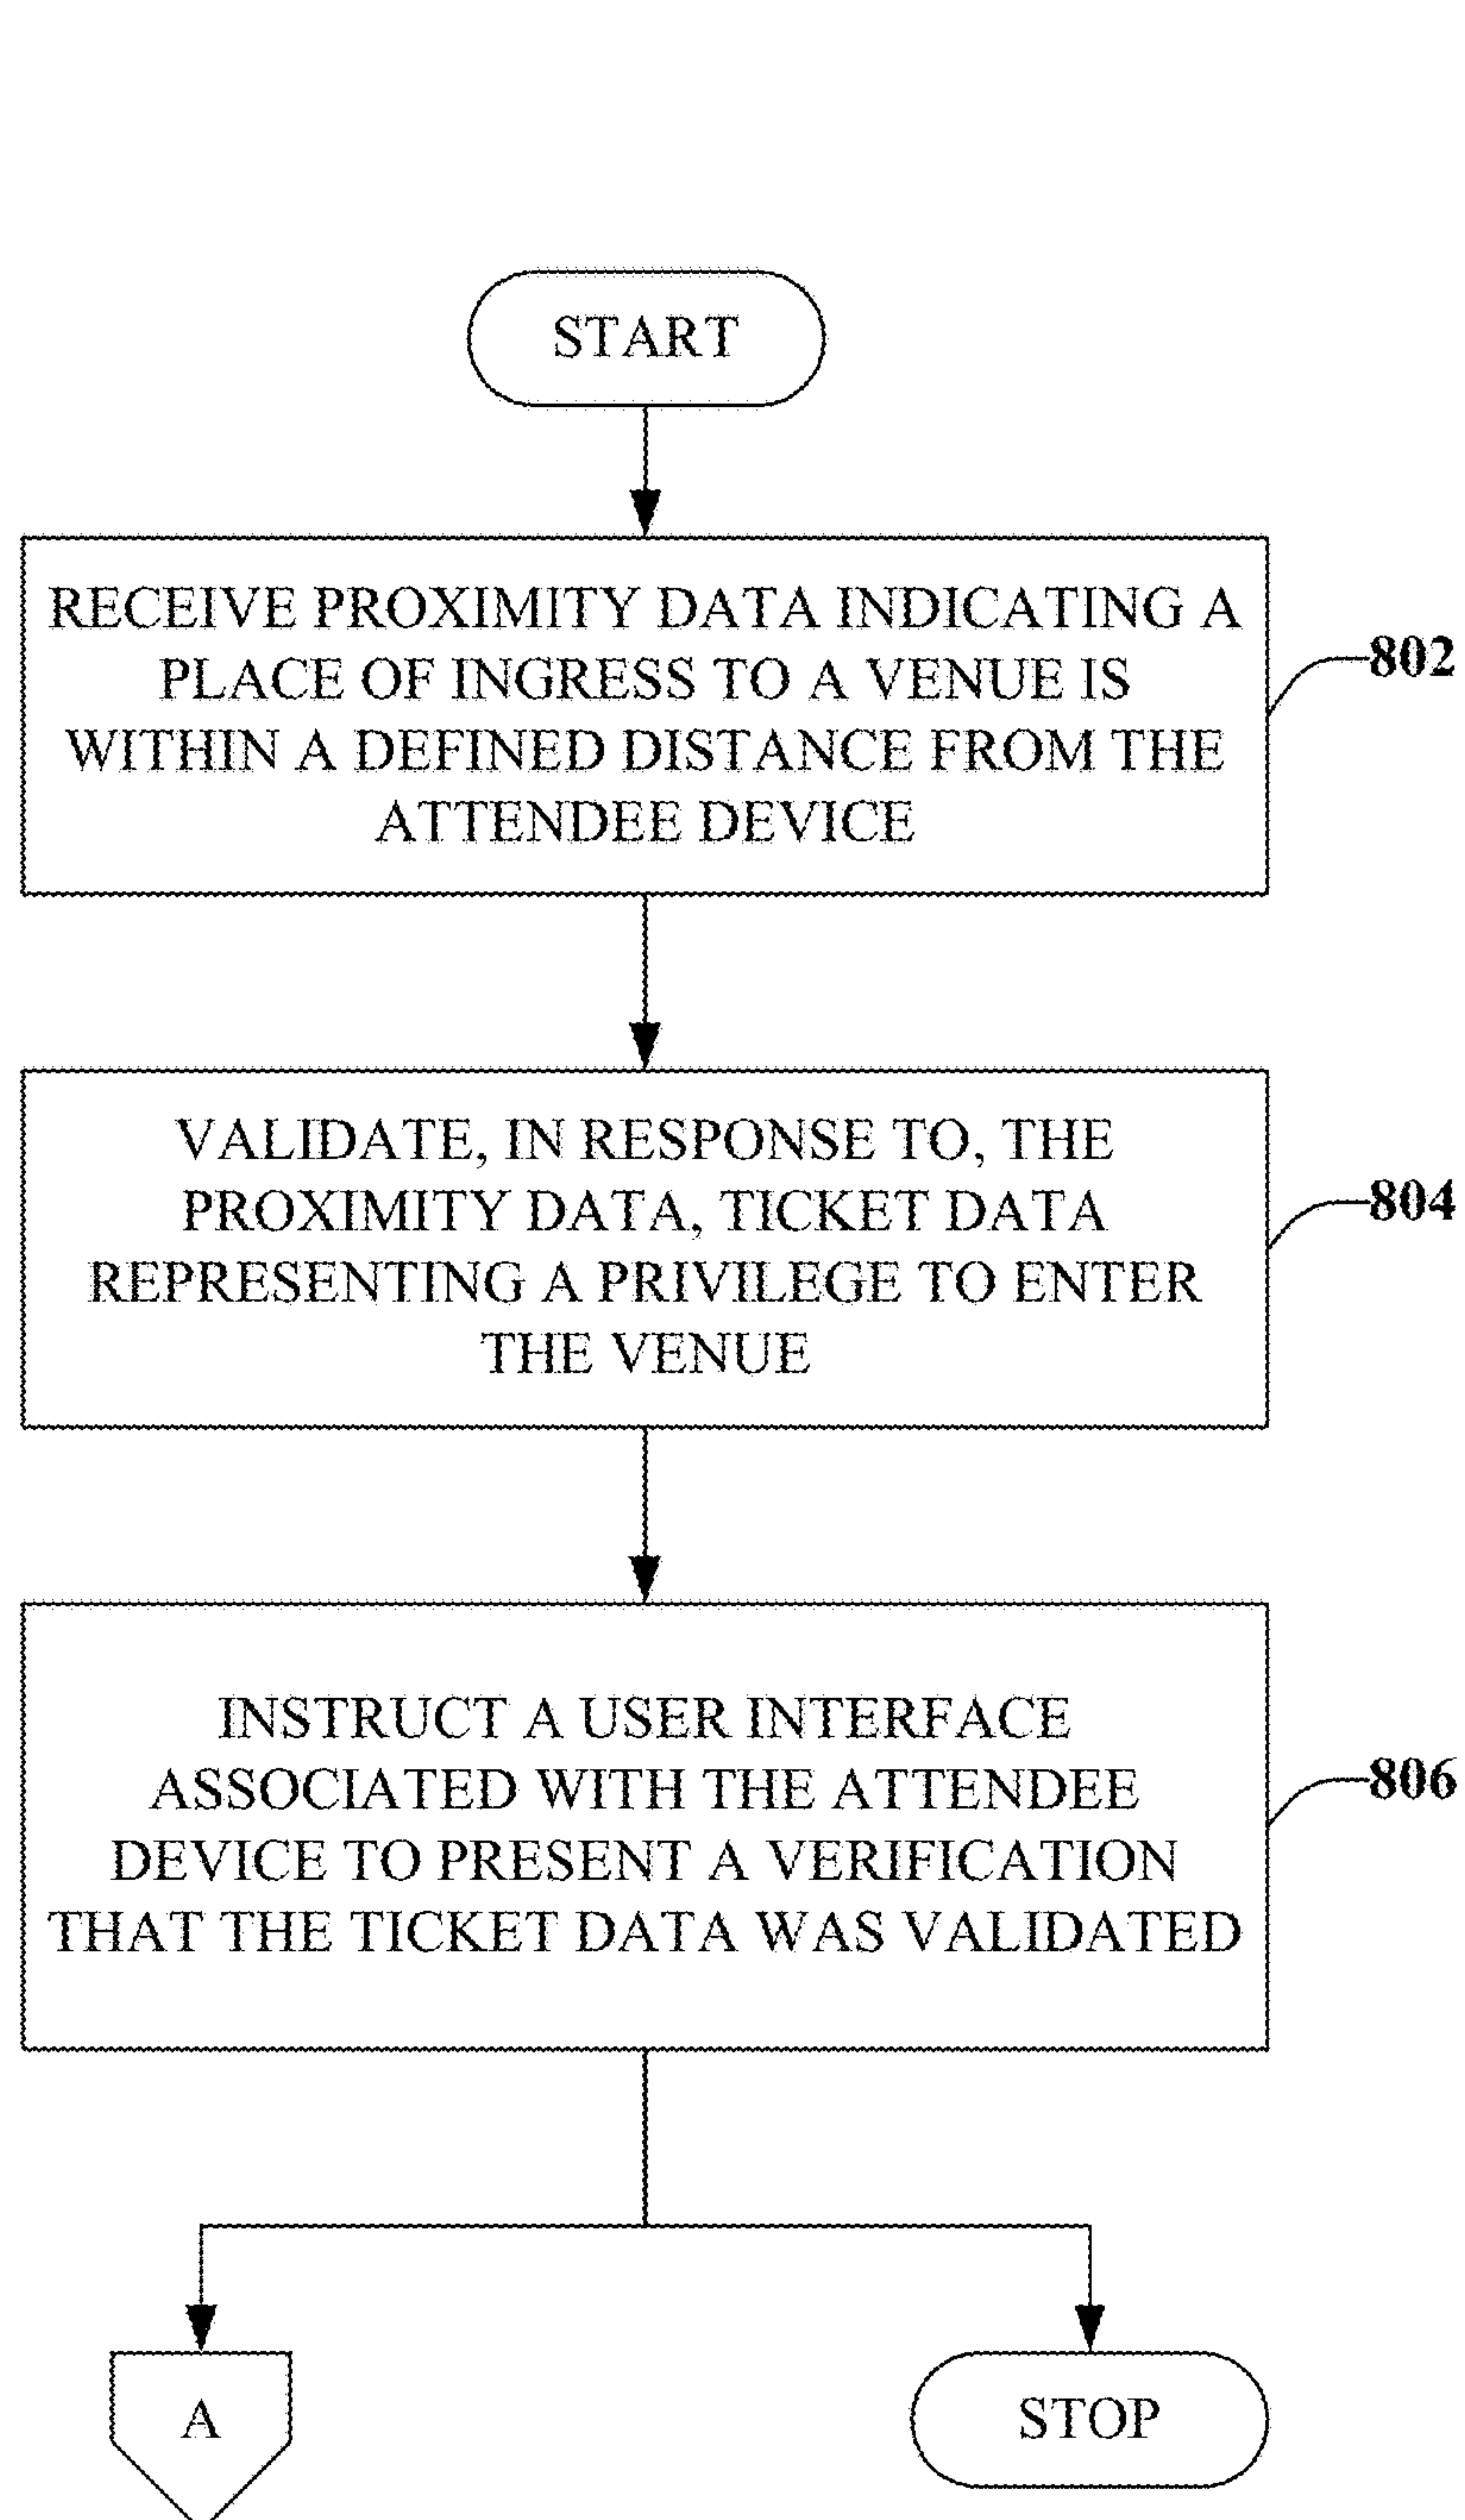 START
RECEIVE PROXIMITY DATA INDICATING A
PLACE OF INGRESS TO A VENUE IS
WITHIN A DEFINED DISTANCE FROM THE
ATTENDEE DEVICE
802
VALIDATE, IN RESPONSE TO, THE
PROXIMITY DATA, TICKET DATA
REPRESENTING A PRIVILEGE TO ENTER
THE VENUE
804
INSTRUCT A USER INTERFACE
ASSOCIATED WITH THE ATTENDEE
DEVICE TO PRESENT A VERIFICATION
THAT THE TICKET DATA WAS VALIDATED
806
A
STOP